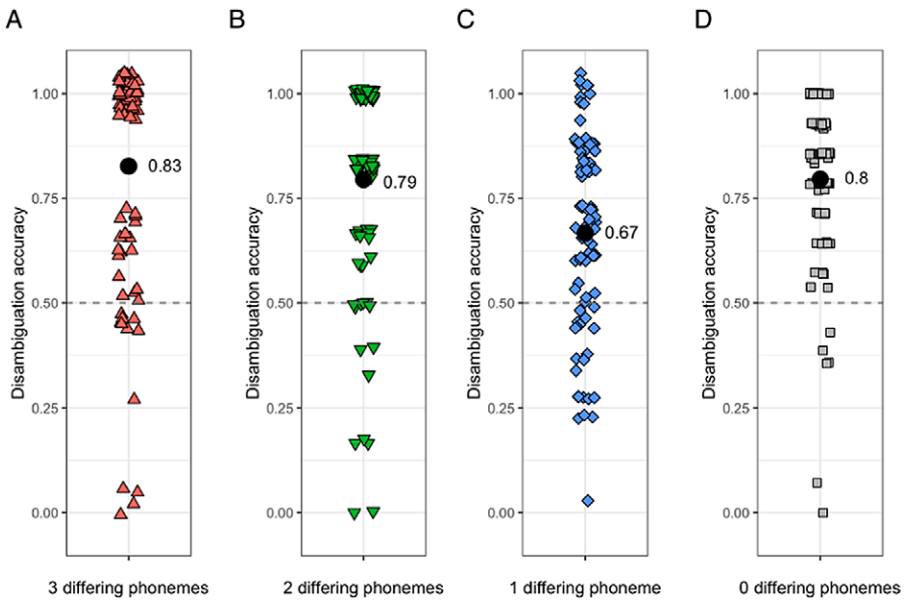 A
Disambiguation accuracy
1.00
0.75
0.50
0.25
0.00
0.83
3 differing phonemes
B
Disambiguation accuracy
1.00
0.75
0.50
0.25
0.00
0.79
2 differing phonemes
C
Disambiguation accuracy
1.00
0.75
0.50
0.25
0.00
0.67
1 differing phoneme
D
Disambiguation accuracy
1.00
0.75
0.50
0.25
0.00
0.8
0 differing phonemes